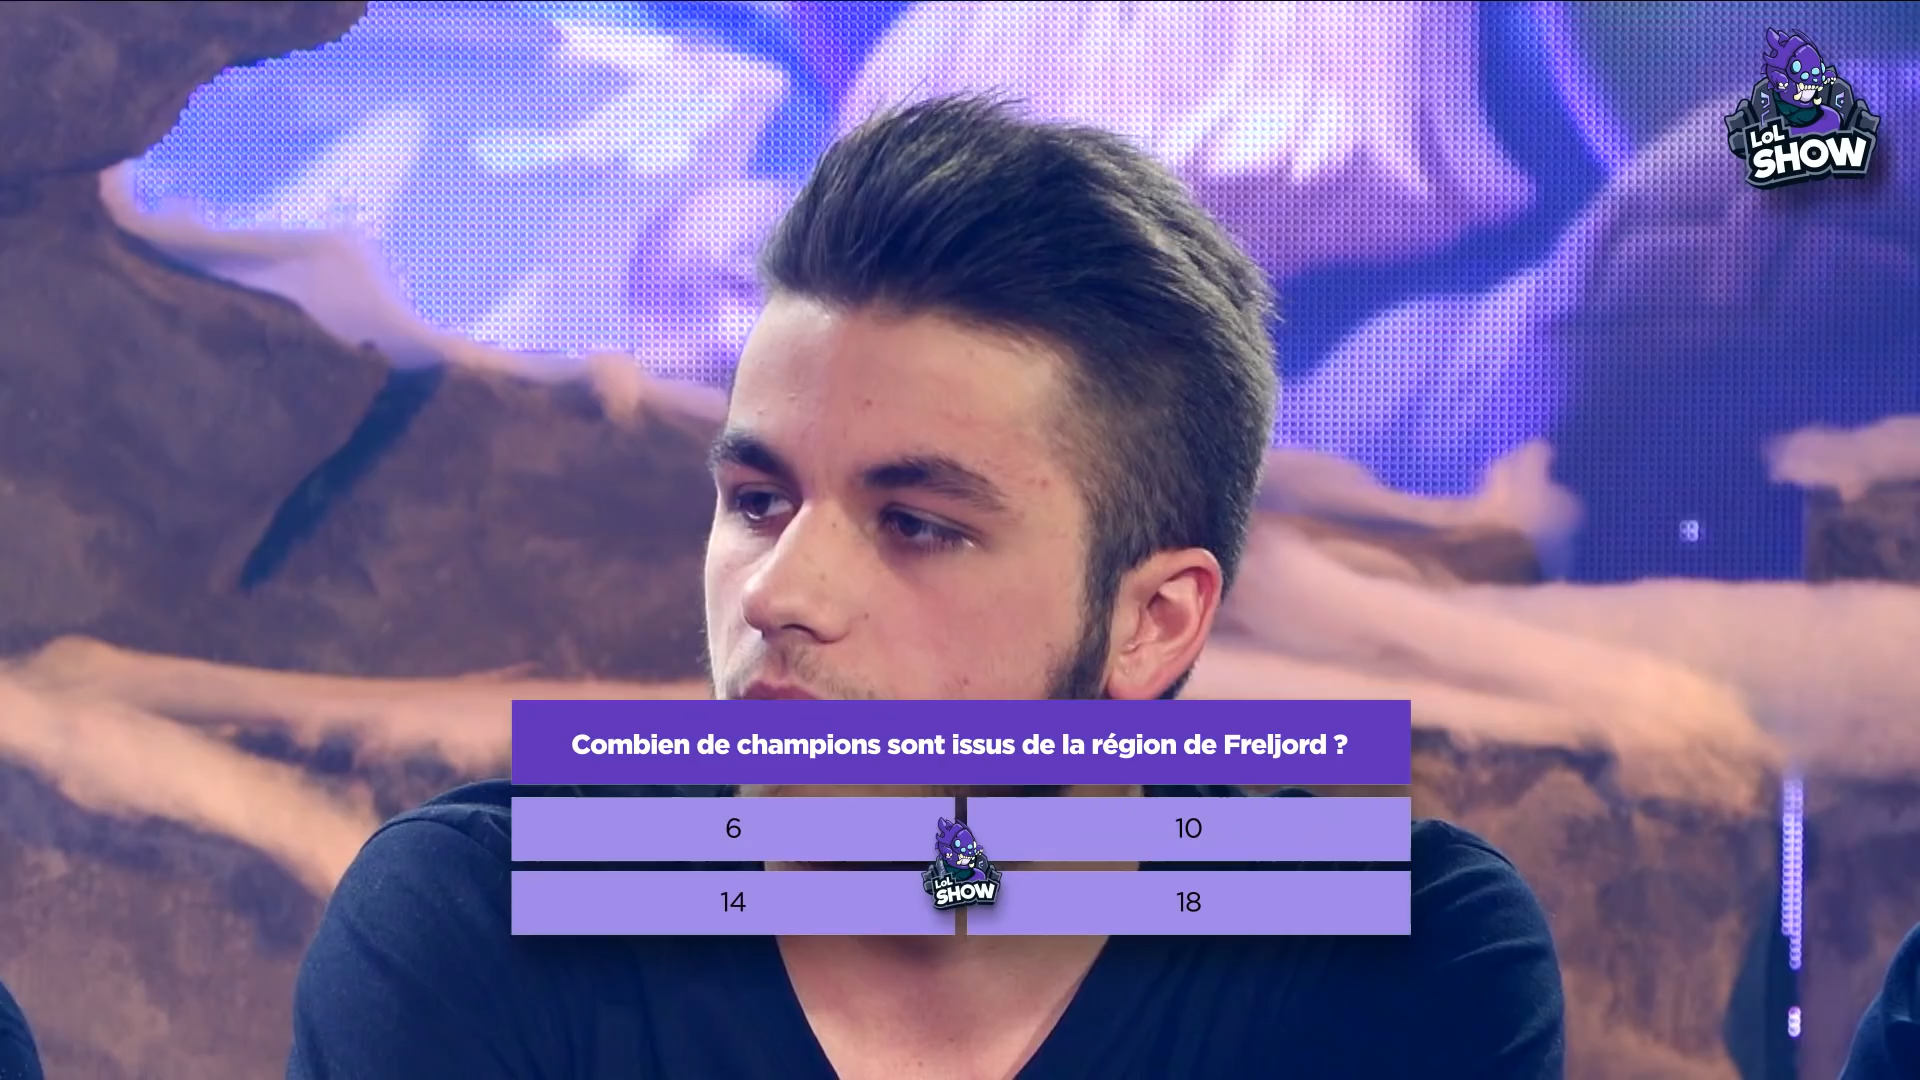 LoL
SHOW
Combien de champions sont issus de la région de Freljord ?
6
10
14
18
LoL
SHOW